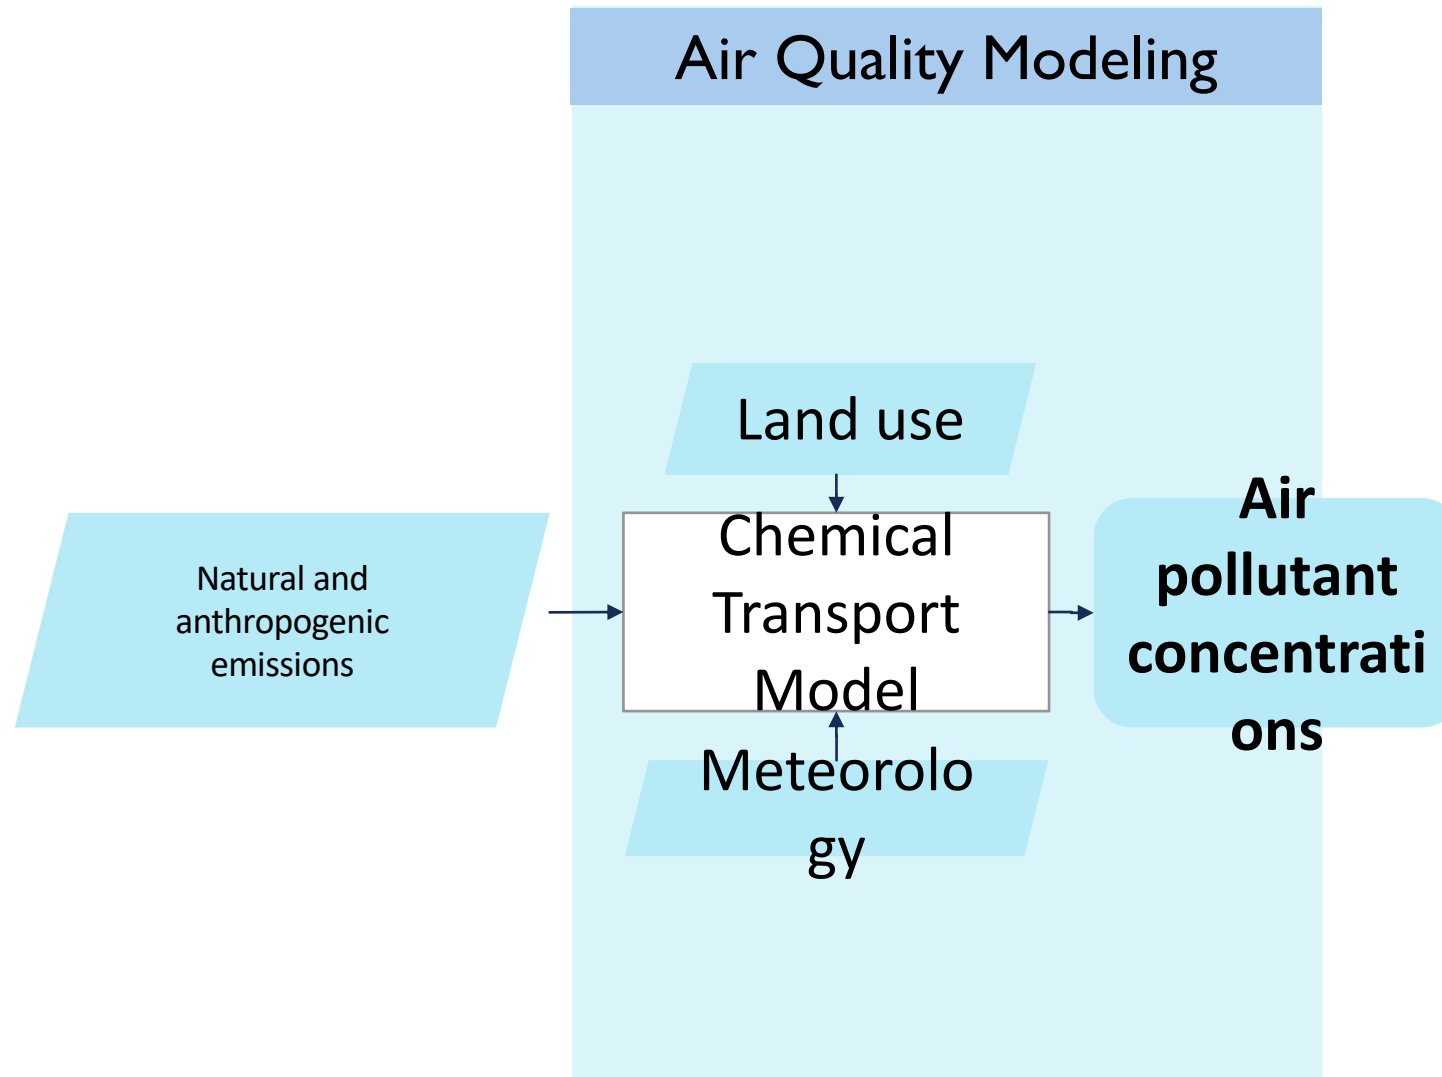 Air Quality Modeling
Land use
Natural and
anthropogenic
emissions
Chemical
Transport
Model
Air
pollutant
concentrati
ons
Meteorolo
gy